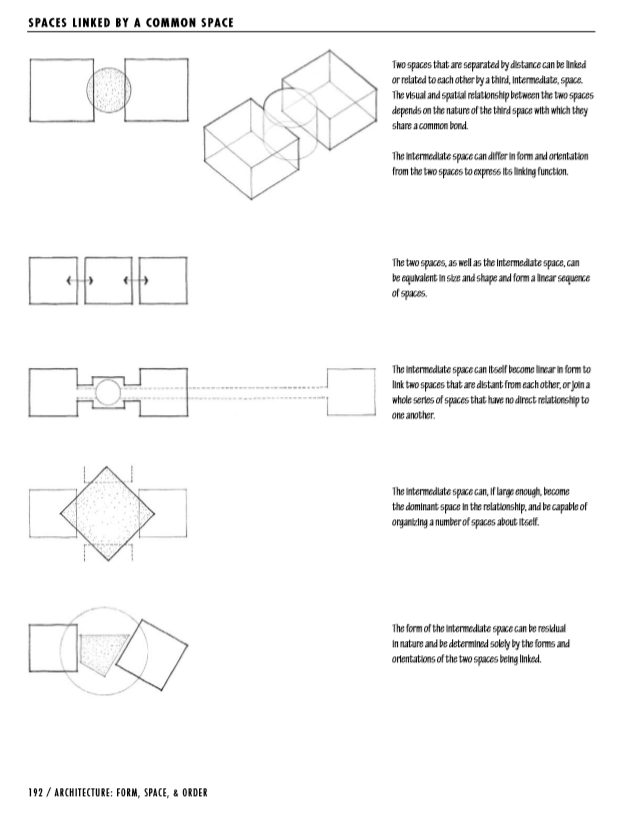 SPACES LINKED BY A COMMON SPACE
Two spaces that are separated by distance can be linked
or related to each other by a third, intermediate, space.
The visual and spatial relationship between the two spaces
depends on the nature of the third space with which they
share a common bond.
The intermediate space can differ in form and orientation
from the two spaces to express its linking function.
The two spaces, as well as the intermediate space, can
be equivalent in size and shape and form a linear sequence
of spaces.
The intermediate space can itself become linear in form to
link two spaces that are distant from each other, or join a
whole series of spaces that have no direct relationship to
one another.
The intermediate space can, if large enough, become
the dominant space in the relationship, and be capable of
organizing a number of spaces about itself.
The form of the intermediate space can be residual
in nature and be determined solely by the forms and
orientations of the two spaces being linked.
192 / ARCHITECTURE: FORM, SPACE, & ORDER